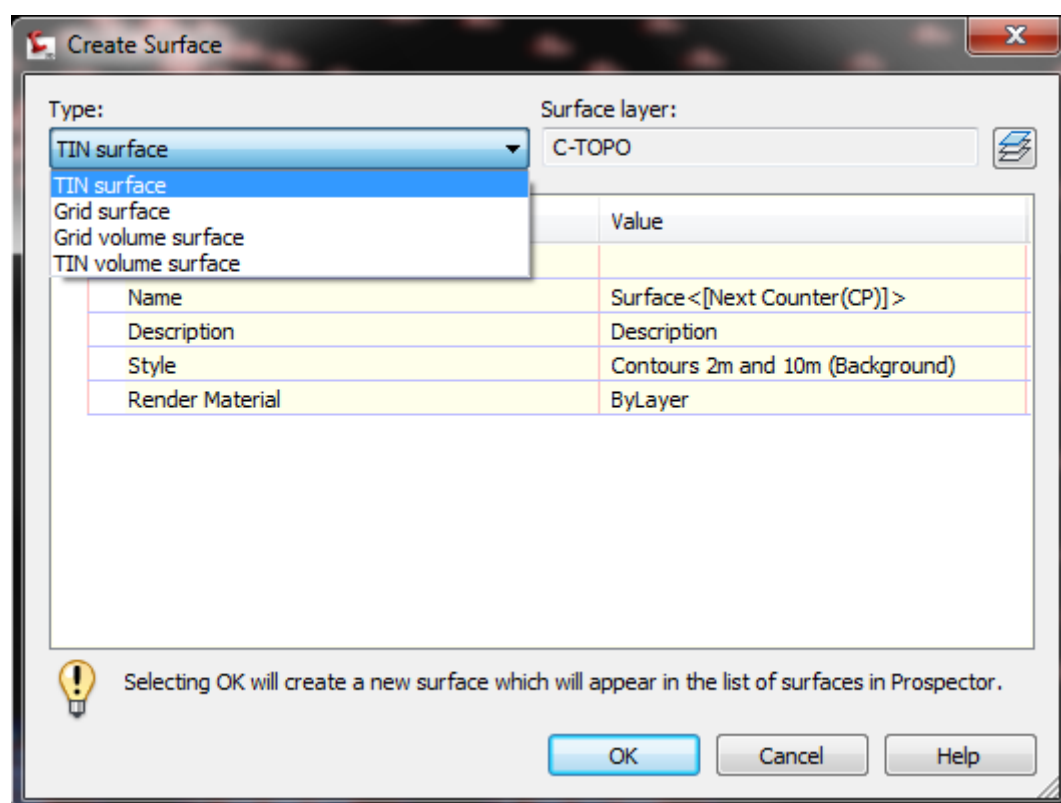 Create Surface
Type:
Surface layer:
TIN surface
C-TOPO
TIN surface
Grid surface
Grid volume surface
TIN volume surface
Value
Name
Surface<[Next Counter(CP)]>
Description
Description
Style
Contours 2m and 10m (Background)
Render Material
ByLayer
Selecting OK will create a new surface which will appear in the list of surfaces in Prospector.
OK
Cancel
Help